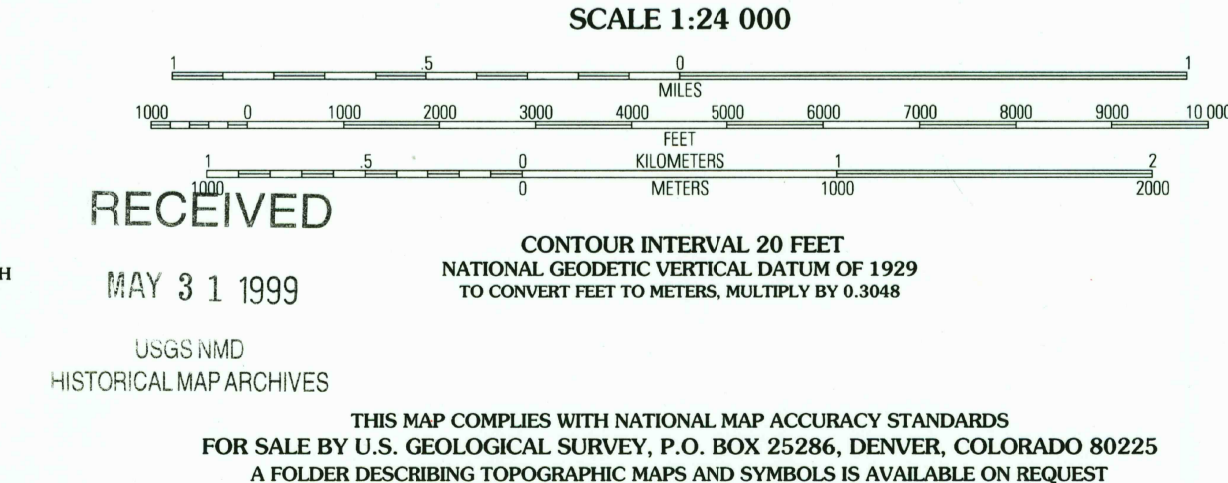 SCALE 1:24 000
1 .5 0 1
MILES
1000 0 1000 2000 3000 4000 5000 6000 7000 8000 9000 10 000
FEET
1 .5 0 KILOMETERS 1 2
1000 0 METERS 1000 2000
RECEIVED
CONTOUR INTERVAL 20 FEET
NATIONAL GEODETIC VERTICAL DATUM OF 1929
H
MAY 31 1999
TO CONVERT FEET TO METERS, MULTIPLY BY 0.3048
USGS NMD
HISTORICAL MAP ARCHIVES
THIS MAP COMPLIES WITH NATIONAL MAP ACCURACY STANDARDS
FOR SALE BY U.S. GEOLOGICAL SURVEY, P.O. BOX 25286, DENVER, COLORADO 80225
A FOLDER DESCRIBING TOPOGRAPHIC MAPS AND SYMBOLS IS AVAILABLE ON REQUEST